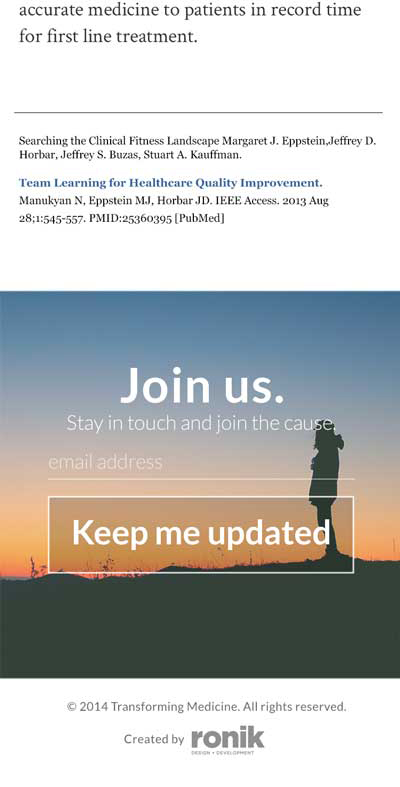 accurate medicine to patients in record time
for first line treatment.
Searching the Clinical Fitness Landscape Margaret J. Eppstein,Jeffrey D.
Horbar, Jeffrey S. Buzas, Stuart A. Kauffman.
Team Learning for Healthcare Quality Improvement.
Manukyan N, Eppstein MJ, Horbar JD. IEEE Access. 2013 Aug
28;1:545-557. PMID:25360395 [PubMed]
Join us.
Stay in touch and join the cause.
email address
Keep me updated
© 2014 Transforming Medicine. All rights reserved.
Created by ronik
DESIGN + DEVELOPMENT